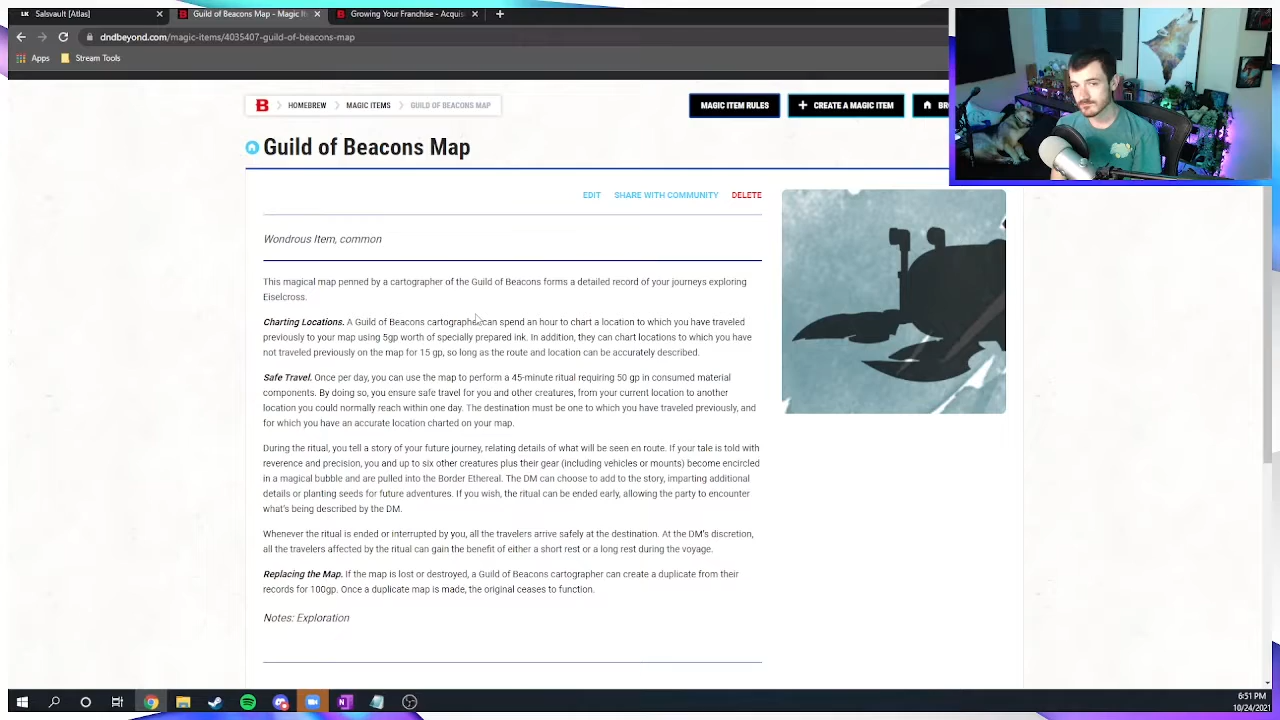 LK Salsvault [Atlas]
Guild of Beacons Map - Magic It
Growing Your Franchise - Acquis
dndbeyond.com/magic-items/4035407-guild-of-beacons-map
Apps Stream Tools
HOMEBREW MAGIC ITEMS GUILD OF BEACONS MAP
MAGIC ITEM RULES + CREATE A MAGIC ITEM
Guild of Beacons Map
EDIT SHARE WITH COMMUNITY DELETE
Wondrous Item, common
This magical map penned by a cartographer of the Guild of Beacons forms a detailed record of your journeys exploring
Eiselcross.
Charting Locations. A Guild of Beacons cartographer can spend an hour to chart a location to which you have traveled
previously to your map using 5gp worth of specially prepared ink. In addition, they can chart locations to which you have
not traveled previously on the map for 15 gp, so long as the route and location can be accurately described.
Safe Travel. Once per day, you can use the map to perform a 45-minute ritual requiring 50 gp in consumed material
components. By doing so, you ensure safe travel for you and other creatures, from your current location to another
location you could normally reach within one day. The destination must be one to which you have traveled previously, and
for which you have an accurate location charted on your map.
During the ritual, you tell a story of your future journey, relating details of what will be seen en route. If your tale is told with
reverence and precision, you and up to six other creatures plus their gear (including vehicles or mounts) become encircled
in a magical bubble and are pulled into the Border Ethereal. The DM can choose to add to the story, imparting additional
details or planting seeds for future adventures. If you wish, the ritual can be ended early, allowing the party to encounter
what's being described by the DM.
Whenever the ritual is ended or interrupted by you, all the travelers arrive safely at the destination. At the DM's discretion,
all the travelers affected by the ritual can gain the benefit of either a short rest or a long rest during the voyage.
Replacing the Map. If the map is lost or destroyed, a Guild of Beacons cartographer can create a duplicate from their
records for 100gp. Once a duplicate map is made, the original ceases to function.
Notes: Exploration
6:51 PM
10/24/2021